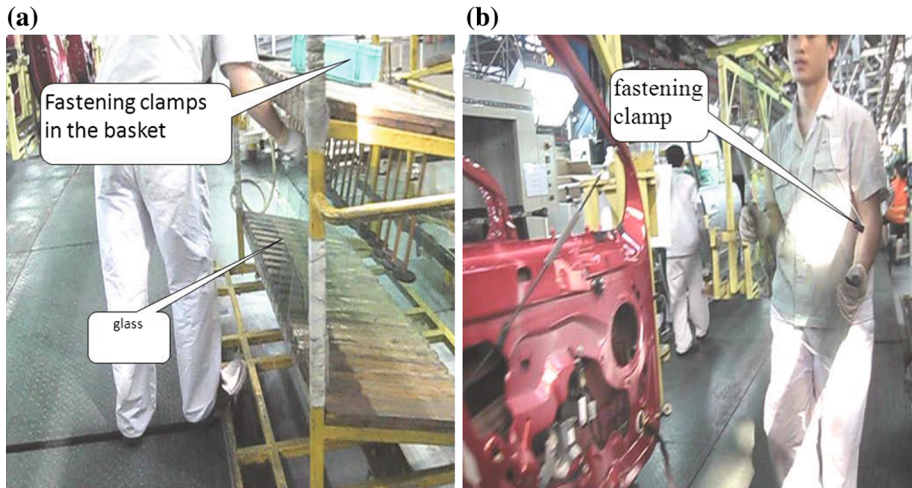 (a)
Fastening clamps
in the basket
glass
(b)
fastening
clamp